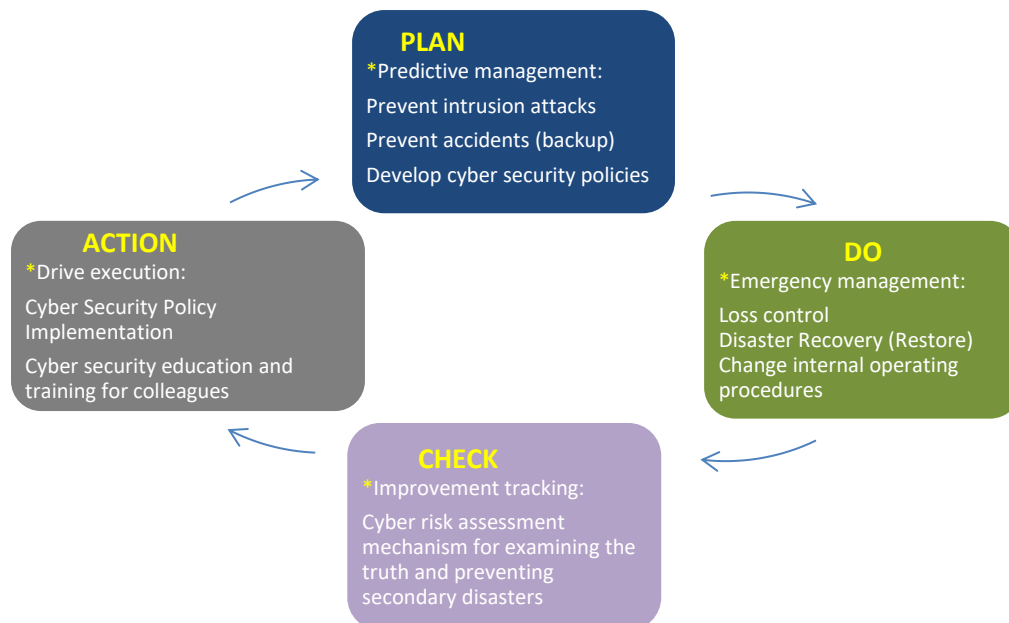 PLAN
*Predictive management:
Prevent intrusion attacks
Prevent accidents (backup)
Develop cyber security policies
DO
*Emergency management:
Loss control
Disaster Recovery (Restore)
Change internal operating
procedures
CHECK
*Improvement tracking:
Cyber risk assessment
mechanism for examining the
truth and preventing
secondary disasters
ACTION
*Drive execution:
Cyber Security Policy
Implementation
Cyber security education and
training for colleagues